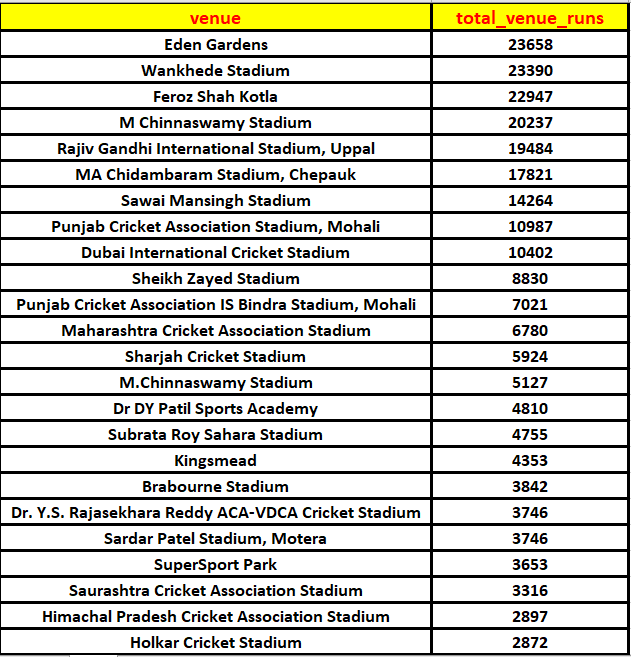 venue total_venue_runs
Eden Gardens 23658
Wankhede Stadium 23390
Feroz Shah Kotla 22947
M Chinnaswamy Stadium 20237
Rajiv Gandhi International Stadium, Uppal 19484
MA Chidambaram Stadium, Chepauk 17821
Sawai Mansingh Stadium 14264
Punjab Cricket Association Stadium, Mohali 10987
Dubai International Cricket Stadium 10402
Sheikh Zayed Stadium 8830
Punjab Cricket Association IS Bindra Stadium, Mohali 7021
Maharashtra Cricket Association Stadium 6780
Sharjah Cricket Stadium 5924
M.Chinnaswamy Stadium 5127
Dr DY Patil Sports Academy 4810
Subrata Roy Sahara Stadium 4755
Kingsmead 4353
Brabourne Stadium 3842
Dr. Y.S. Rajasekhara Reddy ACA-VDCA Cricket Stadium 3746
Sardar Patel Stadium, Motera 3746
SuperSport Park 3653
Saurashtra Cricket Association Stadium 3316
Himachal Pradesh Cricket Association Stadium 2897
Holkar Cricket Stadium 2872